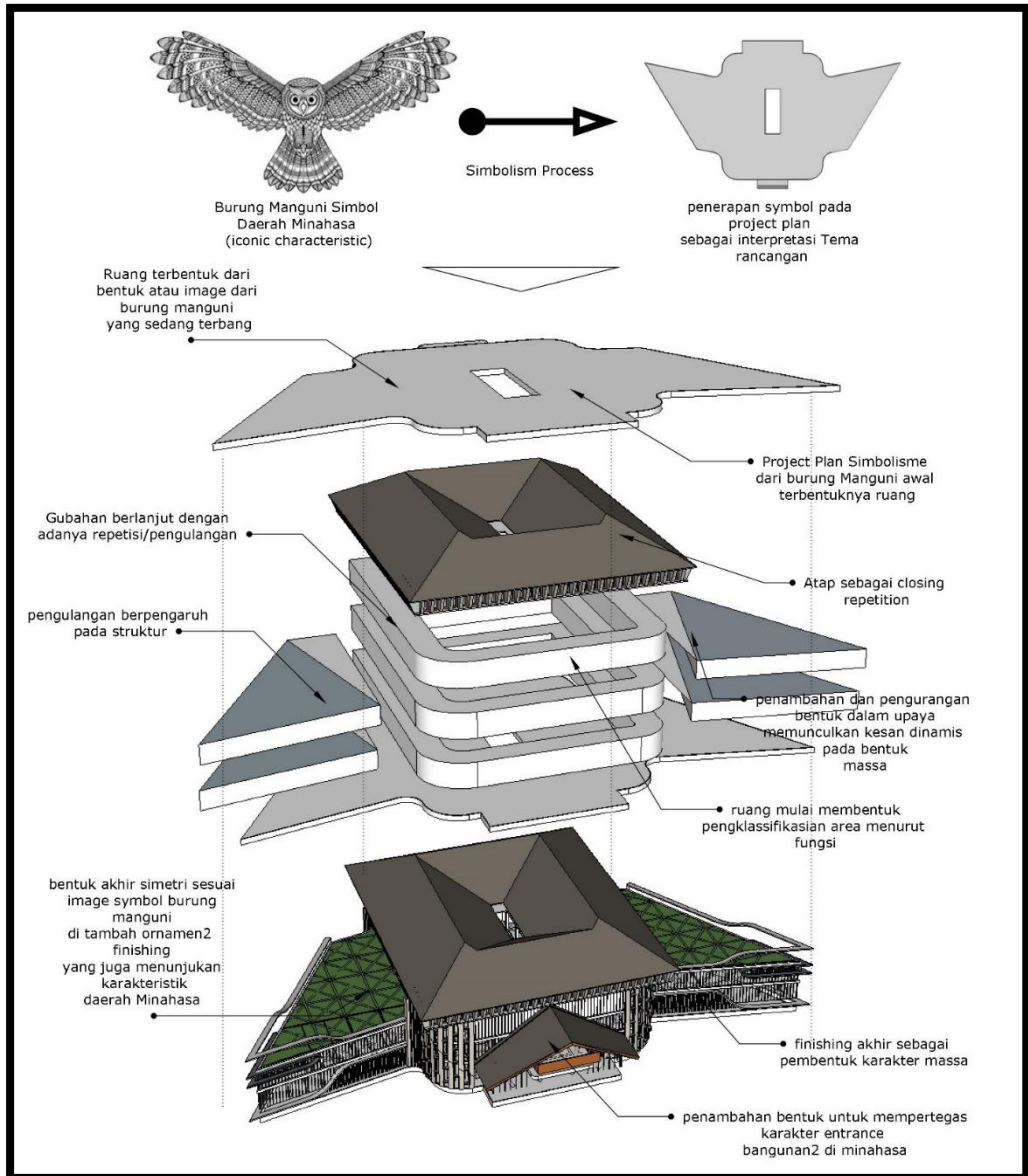 Simbolism Process
Burung Manguni Simbol
Daerah Minahasa
(iconic characteristic)
penerapan symbol pada
project plan
sebagai interpretasi Tema
rancangan
Ruang terbentuk dari
bentuk atau image dari
burung manguni
yang sedang terbang
Project Plan Simbolisme
dari burung Manguni awal
terbentuknya ruang
Gubahan berlanjut dengan
adanya repetisi/pengulangan
Atap sebagai closing
repetition
pengulangan berpengaruh
pada struktur
penambahan dan pengurangan
bentuk dalam upaya
memunculkan kesan dinamis
pada bentuk
massa
ruang mulai membentuk
pengklassifikasian area menurut
fungsi
bentuk akhir simetri sesuai
image symbol burung
manguni
di tambah ornamen2
finishing
yang juga menunjukan
karakteristik
daerah Minahasa
finishing akhir sebagai
pembentuk karakter massa
penambahan bentuk untuk mempertegas
karakter entrance
bangunan2 di minahasa